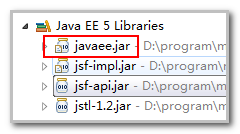 Java EE 5 Libraries
javaee.jar - D:\program\m
jsf-impl.jar - D:\program\
jsf-api.jar - D:\program\m
jstl-1.2.jar - D:\program\